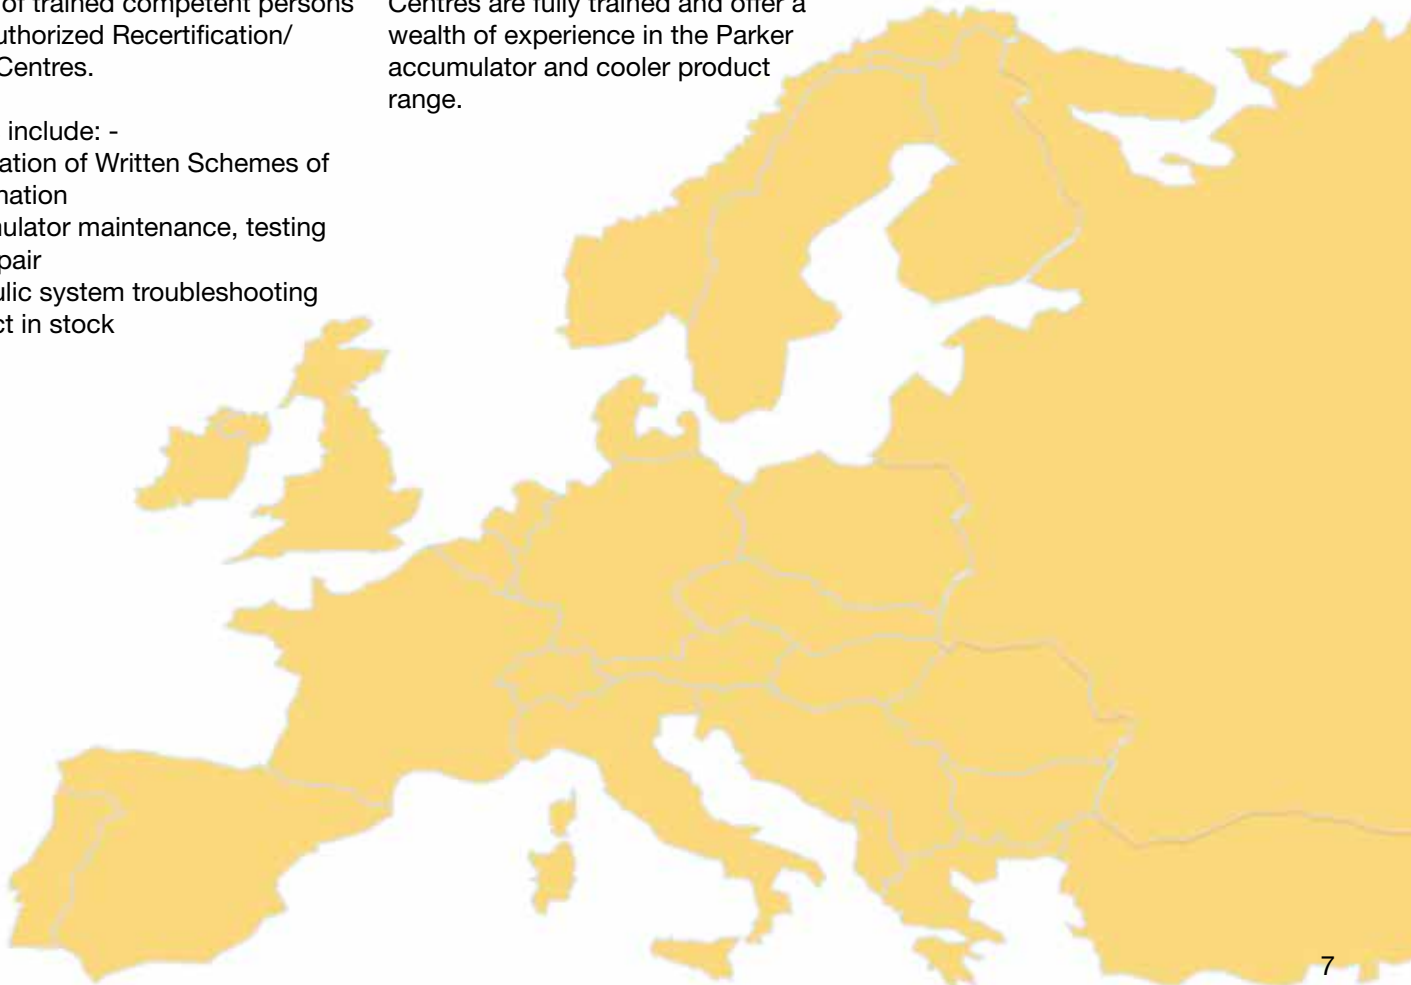 of trained competent persons
uthorized Recertification/
Centres.
include: -
ation of Written Schemes of
nation
nulator maintenance, testing
pair
ulic system troubleshooting
ct in stock
Centres are fully trained and offer a
wealth of experience in the Parker
accumulator and cooler product
range.
7